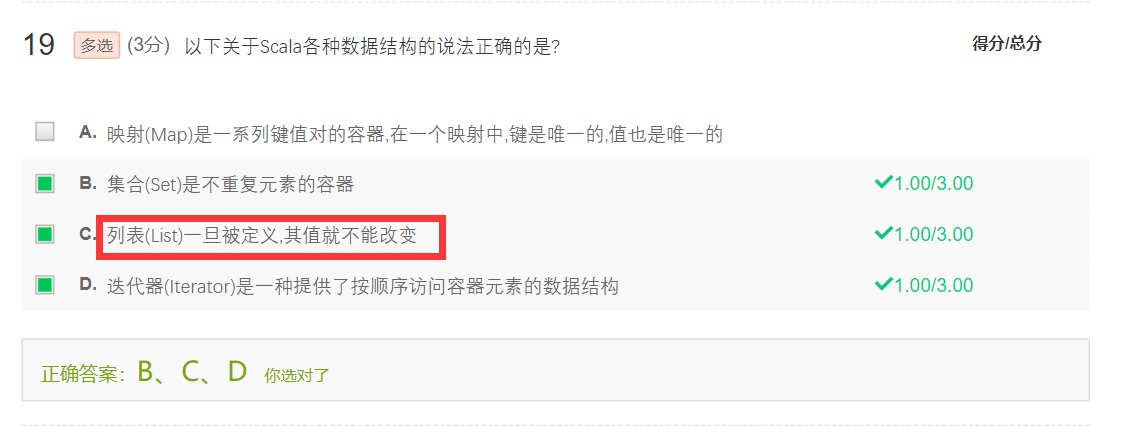 19 多选 (3分) 以下关于Scala各种数据结构的说法正确的是? 得分/总分
A. 映射(Map)是一系列键值对的容器,在一个映射中,键是唯一的,值也是唯一的
B. 集合(Set)是不重复元素的容器 1.00/3.00
C. 列表(List)一旦被定义,其值就不能改变 1.00/3.00
D. 迭代器(Iterator)是一种提供了按顺序访问容器元素的数据结构 1.00/3.00
正确答案：B、C、D 你选对了